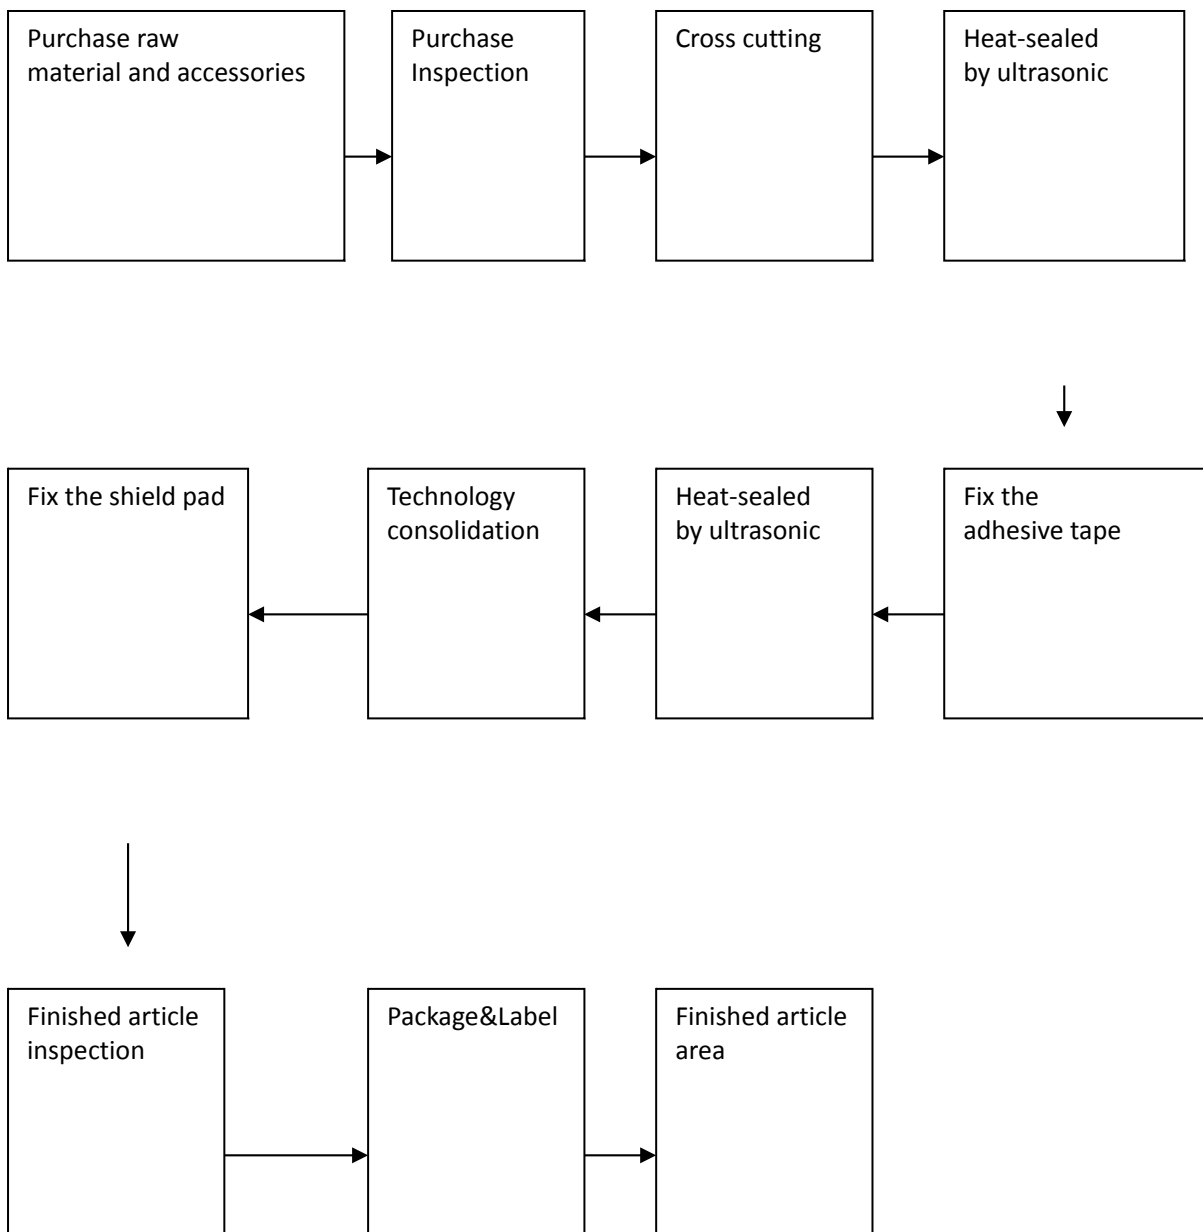 Purchase raw
material and accessories
Purchase
Inspection
Cross cutting
Heat-sealed
by ultrasonic
Fix the shield pad
Technology
consolidation
Heat-sealed
by ultrasonic
Fix the
adhesive tape
Finished article
inspection
Package&Label
Finished article
area